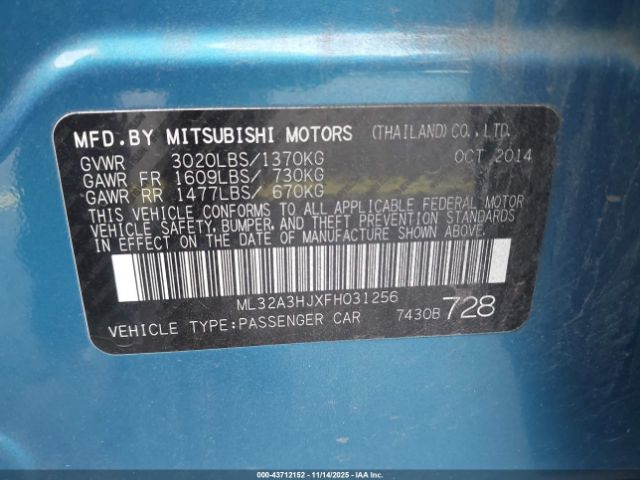 MFD.BY MITSUBISHI MOTORS (THAILAND)CO.,LTD.
GVWR 3020LBS/1370KG OCT 2014
GAWR FR 1609LBS/ 730KG
GAWR RR 1477LBS/ 670KG
THIS VEHICLE CONFORMS TO ALL APPLICABLE FEDERAL MOTOR
VEHICLE SAFETY, BUMPER, AND THEFT PREVENTION STANDARDS
IN EFFECT ON THE DATE OF MANUFACTURE SHOWN ABOVE.
ML32A3HJXFH031256
VEHICLE TYPE:PASSENGER CAR 7430B 728
000-43712152 - 11/14/2025 - IAAI.COM